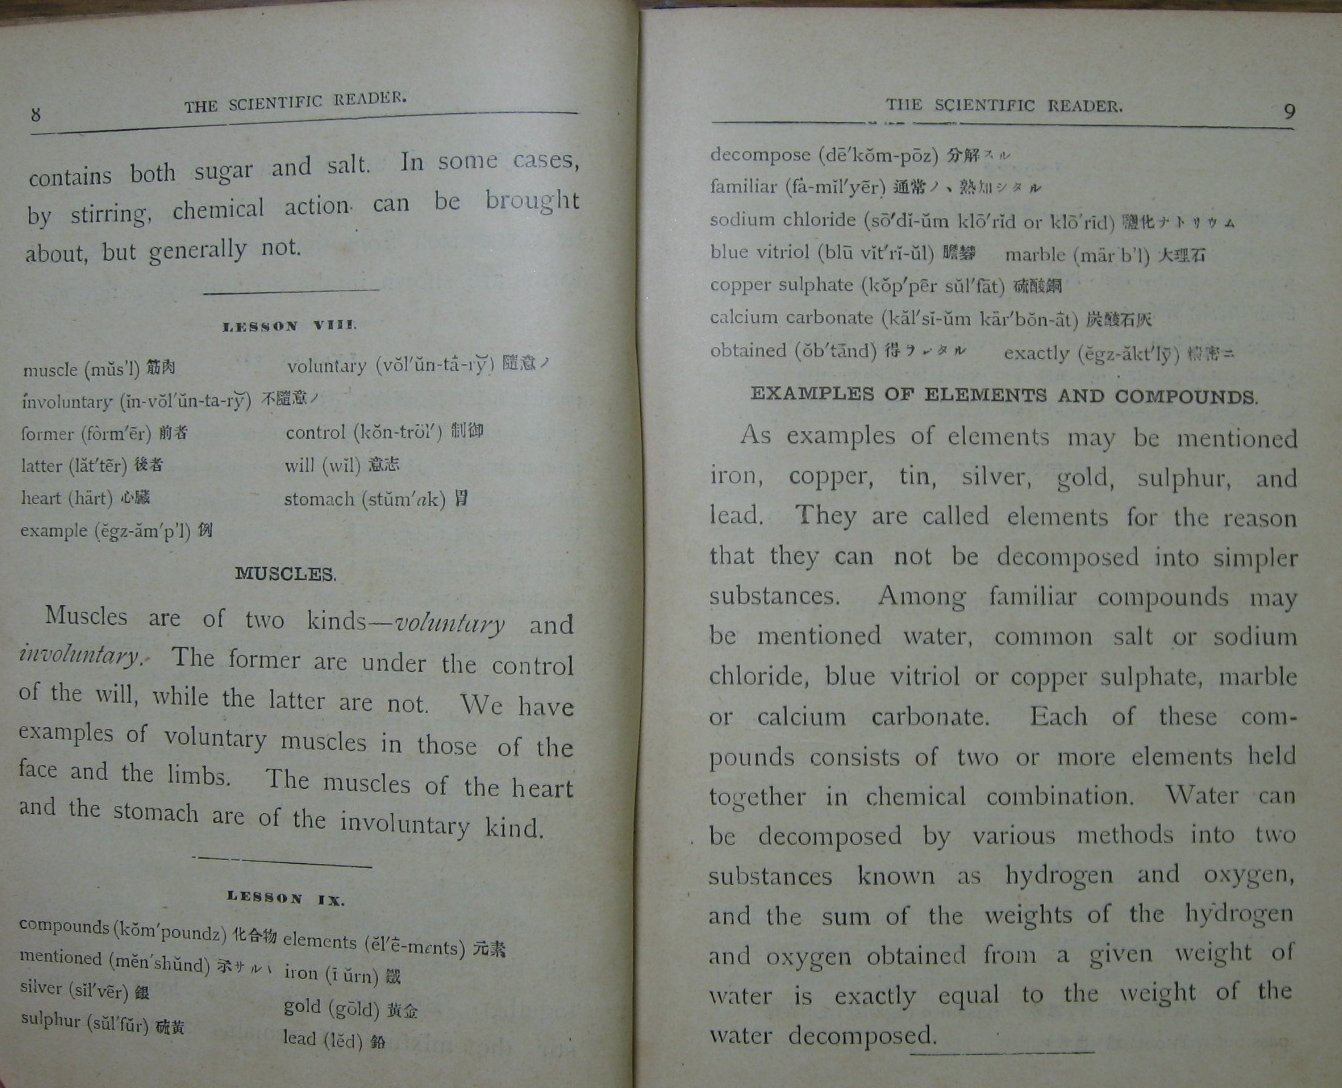 8 THE SCIENTIFIC READER.
contains both sugar and salt. In some cases,
by stirring, chemical action can be brought
about, but generally not.
LESSON VIII.
muscle (mŭs'l) 筋肉 voluntary (vŏl′ŭn-tȧ-rў) 隨意ノ
involuntary (ĭn-vŏl′ŭn-ta-rў) 不隨意ノ
former (fôrm′ẽr) 前者 control (kŏn-trōl′) 制御
latter (lăt′tẽr) 後者 will (wĭl) 意志
heart (härt) 心臓 stomach (stŭm′ak) 胃
example (ĕgz-ăm′p'l) 例
MUSCLES.
Muscles are of two kinds—voluntary and
involuntary. The former are under the control
of the will, while the latter are not. We have
examples of voluntary muscles in those of the
face and the limbs. The muscles of the heart
and the stomach are of the involuntary kind.
LESSON IX.
compounds (kŏm′poundz) 化合物 elements (ĕl′ē̇-mɛnts) 元素
mentioned (mĕn′shŭnd) 示サルヽ iron (ī ŭrn) 鐵
silver (sĭl′vẽr) 銀 gold (gōld) 黃金
sulphur (sŭl′fŭr) 硫黃 lead (lĕd) 鉛
THE SCIENTIFIC READER. 9
decompose (dē′kŏm-pōz) 分解スル
familiar (fȧ-mĭl′yẽr) 通常ノ、熟知シタル
sodium chloride (sō′dĭ-ŭm klō′rĭd or klō′rīd) 鹽化ナトリウム
blue vitriol (blū vĭt′rĭ-ŭl) 膽礬 marble (mär b'l) 大理石
copper sulphate (kŏp′pẽr sŭl′fāt) 硫酸銅
calcium carbonate (kăl′sĭ-ŭm kär′bŏn-āt) 炭酸石灰
obtained (ŏb′tānd) 得ラレタル exactly (ĕgz-ăkt′lў) 精密ニ
EXAMPLES OF ELEMENTS AND COMPOUNDS.
As examples of elements may be mentioned
iron, copper, tin, silver, gold, sulphur, and
lead. They are called elements for the reason
that they can not be decomposed into simpler
substances. Among familiar compounds may
be mentioned water, common salt or sodium
chloride, blue vitriol or copper sulphate, marble
or calcium carbonate. Each of these com-
pounds consists of two or more elements held
together in chemical combination. Water can
be decomposed by various methods into two
substances known as hydrogen and oxygen,
and the sum of the weights of the hydrogen
and oxygen obtained from a given weight of
water is exactly equal to the weight of the
water decomposed.